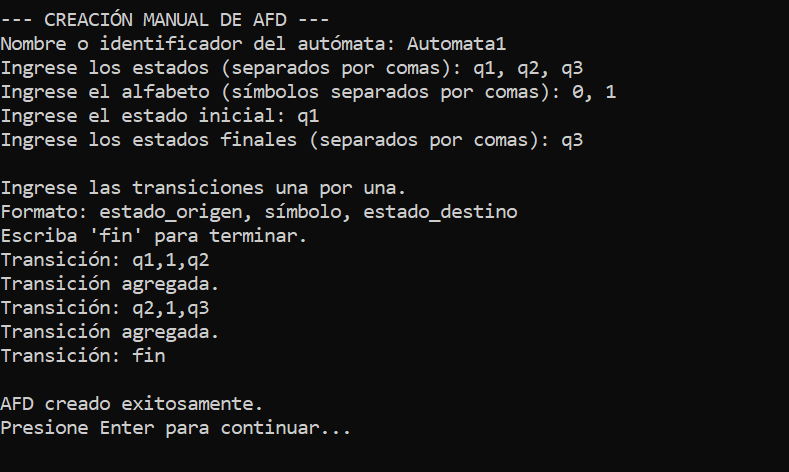 --- CREACIÓN MANUAL DE AFD ---
Nombre o identificador del autómata: Automata1
Ingrese los estados (separados por comas): q1, q2, q3
Ingrese el alfabeto (símbolos separados por comas): 0, 1
Ingrese el estado inicial: q1
Ingrese los estados finales (separados por comas): q3
Ingrese las transiciones una por una.
Formato: estado_origen, símbolo, estado_destino
Escriba 'fin' para terminar.
Transición: q1,1,q2
Transición agregada.
Transición: q2,1,q3
Transición agregada.
Transición: fin
AFD creado exitosamente.
Presione Enter para continuar...